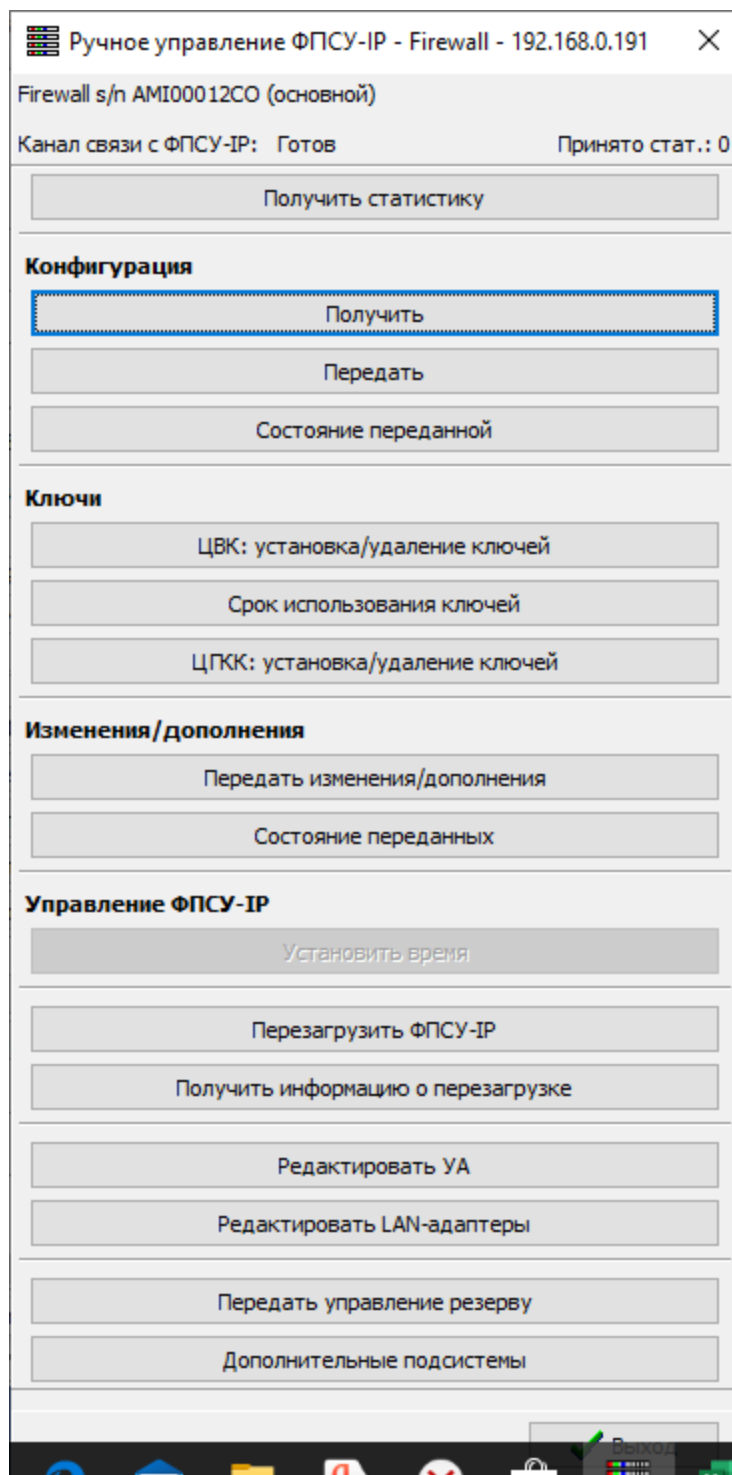 Ручное управление ФПСУ-IP - Firewall - 192.168.0.191
Firewall s/n AMI00012CO (основной)
Канал связи с ФПСУ-IP: Готов Принято стат.: 0
Получить статистику
Конфигурация
Получить
Передать
Состояние переданной
Ключи
ЦВК: установка/удаление ключей
Срок использования ключей
ЦГКК: установка/удаление ключей
Изменения/дополнения
Передать изменения/дополнения
Состояние переданных
Управление ФПСУ-IP
Установить время
Перезагрузить ФПСУ-IP
Получить информацию о перезагрузке
Редактировать УА
Редактировать LAN-адаптеры
Передать управление резерву
Дополнительные подсистемы
Выход